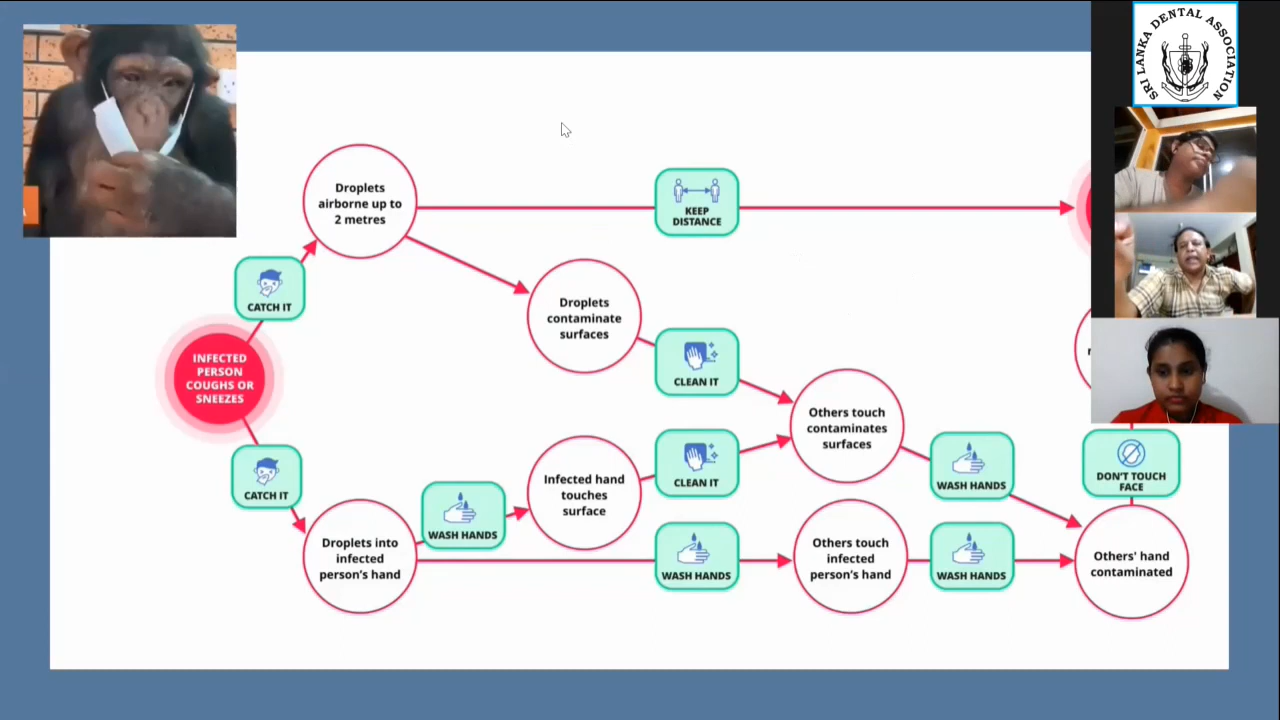 SRI LANKA DENTAL ASSOCIATION
Droplets
airborne up to
2 metres
KEEP
DISTANCE
CATCH IT
Droplets
contaminate
surfaces
CLEAN IT
INFECTED
PERSON
COUGHS OR
SNEEZES
Others touch
contaminates
surfaces
CLEAN IT
CATCH IT
Infected hand
touches
surface
WASH HANDS
DON'T TOUCH
FACE
WASH HANDS
Droplets into
infected
person's hand
WASH HANDS
Others touch
infected
person's hand
WASH HANDS
Others' hand
contaminated